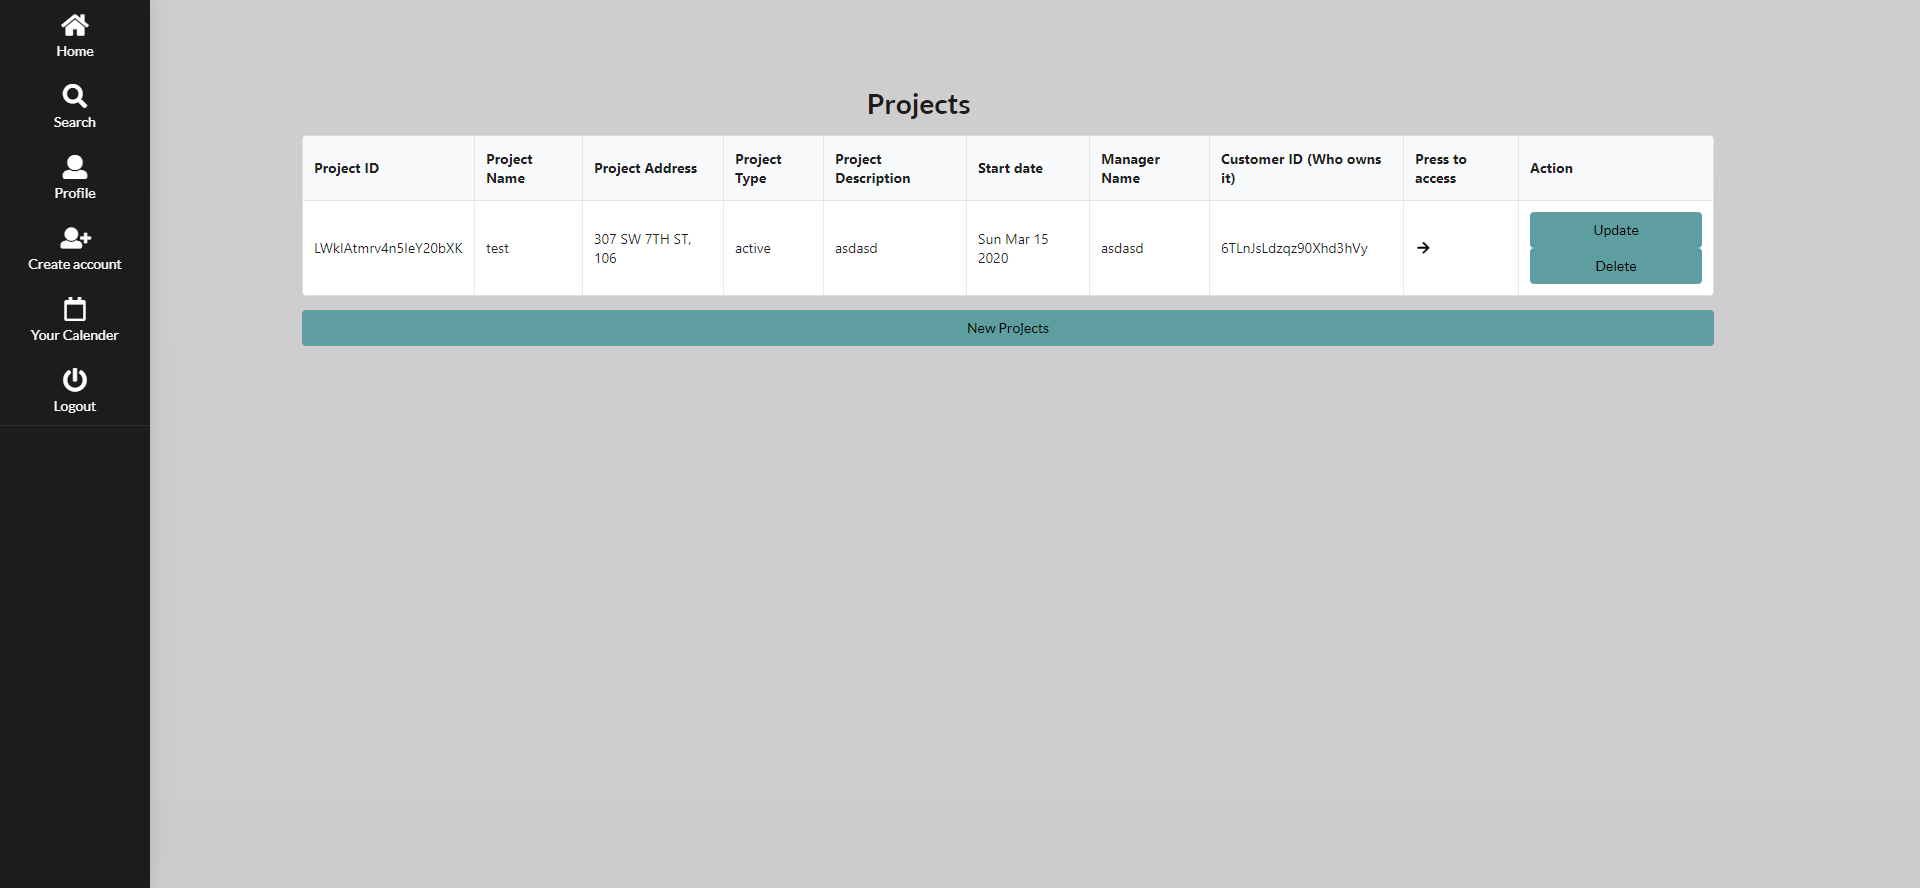 Home
Search
Profile
Create account
Your Calender
Logout
Projects
Project ID
Project
Name
Project Address
Project
Type
Project
Description
Start date
Manager
Name
Customer ID (Who owns
it)
Press to
access
Action
LWklAtmrv4n5leY20bXK
test
307 SW 7TH ST,
106
active
asdasd
Sun Mar 15
2020
asdasd
6TLnJsLdzqz90Xhd3hVy
Update
Delete
New Projects